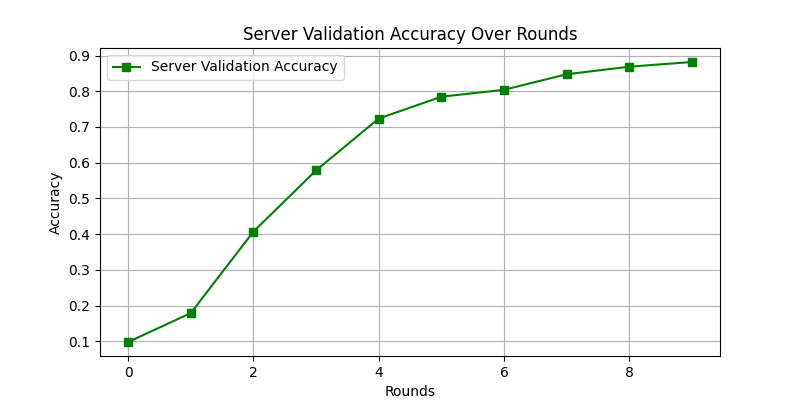 Server Validation Accuracy Over Rounds
Server Validation Accuracy
Accuracy
0.9
0.8
0.7
0.6
0.5
0.4
0.3
0.2
0.1
0 2 4 6 8
Rounds